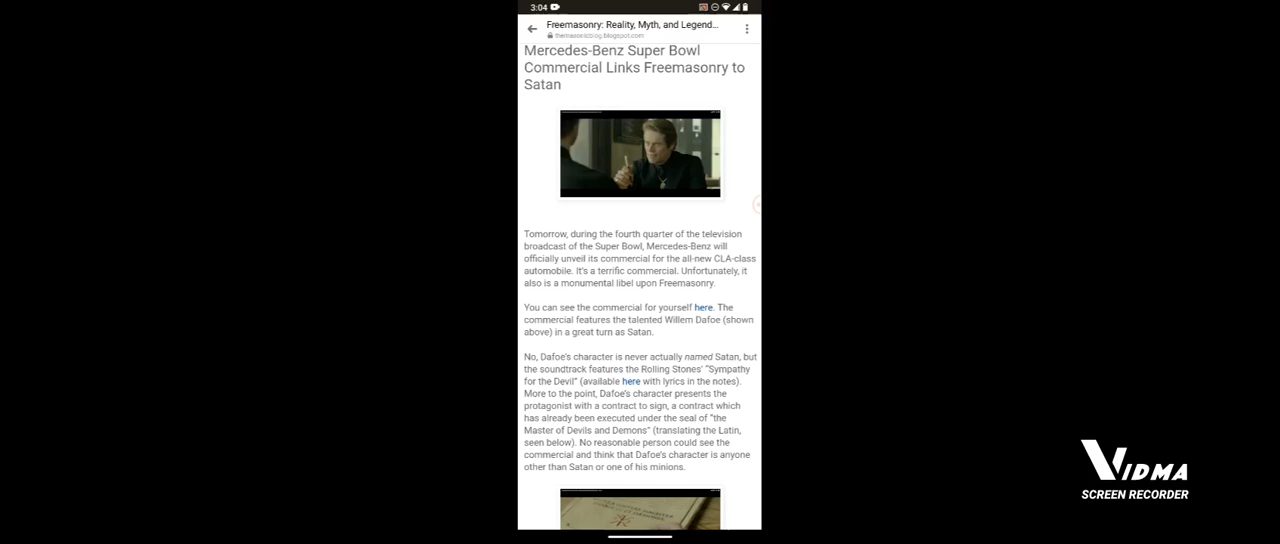 3:04
Freemasonry: Reality, Myth, and Legend...
themasonicblog.blogspot.com
Mercedes-Benz Super Bowl
Commercial Links Freemasonry to
Satan
Tomorrow, during the fourth quarter of the television
broadcast of the Super Bowl, Mercedes-Benz will
officially unveil its commercial for the all-new CLA-class
automobile. It's a terrific commercial. Unfortunately, it
also is a monumental libel upon Freemasonry.
You can see the commercial for yourself here. The
commercial features the talented Willem Dafoe (shown
above) in a great turn as Satan.
No, Dafoe's character is never actually named Satan, but
the soundtrack features the Rolling Stones' "Sympathy
for the Devil" (available here with lyrics in the notes).
More to the point, Dafoe's character presents the
protagonist with a contract to sign, a contract which
has already been executed under the seal of "the
Master of Devils and Demons" (translating the Latin,
seen below). No reasonable person could see the
commercial and think that Dafoe's character is anyone
other than Satan or one of his minions.
VIDMA
SCREEN RECORDER